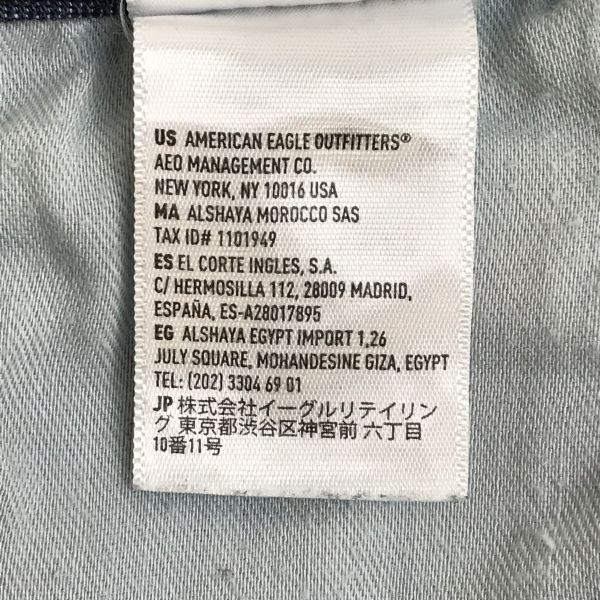 US AMERICAN EAGLE OUTFITTERS®
AEO MANAGEMENT CO.
NEW YORK, NY 10016 USA
MA ALSHAYA MOROCCO SAS
TAX ID# 1101949
ES EL CORTE INGLES, S.A.
C/ HERMOSILLA 112, 28009 MADRID,
ESPAÑA, ES-A28017895
EG ALSHAYA EGYPT IMPORT 1,26
JULY SQUARE, MOHANDESINE GIZA, EGYPT
TEL: (202) 3304 69 01
JP 株式会社イーグルリテイリン
グ 東京都渋谷区神宮前 六丁目
10番11号